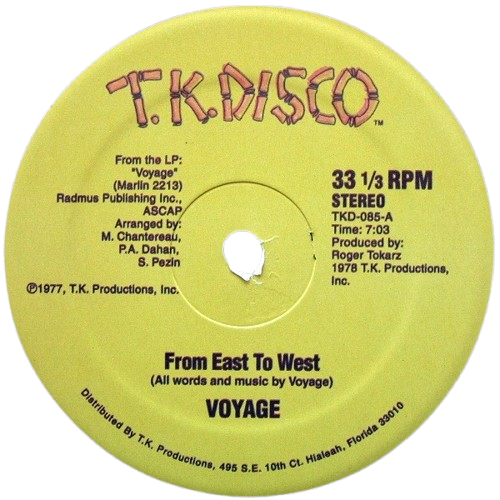 T.K.DISCO™
From the LP:
"Voyage"
(Marlin 2213)
Radmus Publishing Inc.,
ASCAP
Arranged by:
M. Chantereau,
P.A. Dahan,
S. Pezin
℗1977, T.K. Productions, Inc.
33 1/3 RPM
STEREO
TKD-085-A
Time: 7:03
Produced by:
Roger Tokarz
1978 T.K. Productions,
Inc.
From East To West
(All words and music by Voyage)
VOYAGE
Distributed By T.K. Productions, 495 S.E. 10th Ct. Hialeah, Florida 33010